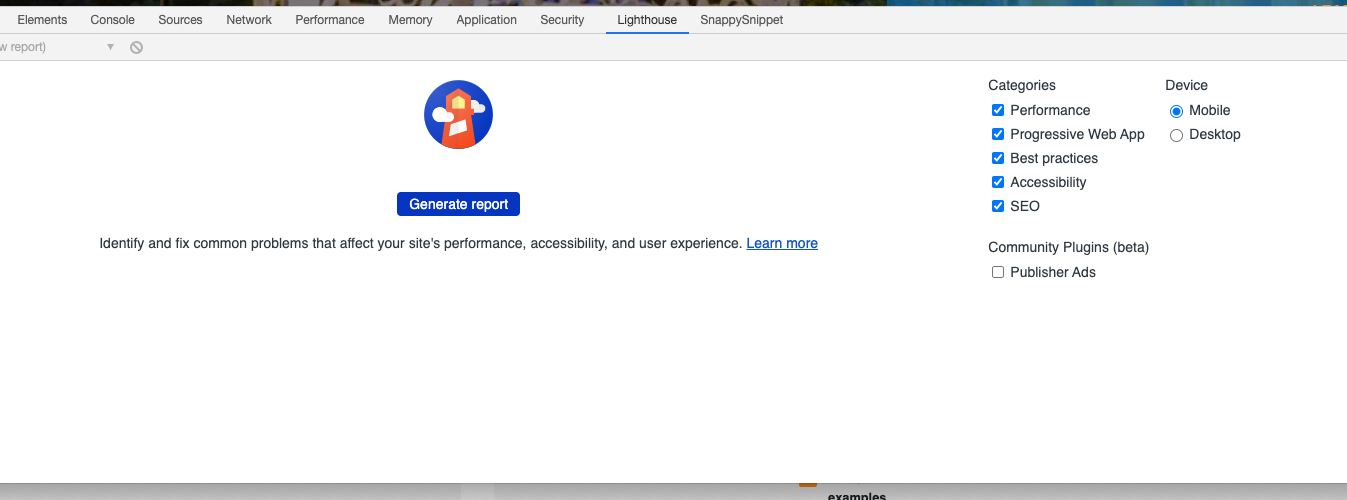 Elements Console Sources Network Performance Memory Application Security Lighthouse SnappySnippet
w report)
Categories Device
Performance Mobile
Progressive Web App Desktop
Best practices
Accessibility
SEO
Generate report
Identify and fix common problems that affect your site's performance, accessibility, and user experience. Learn more
Community Plugins (beta)
Publisher Ads
examples